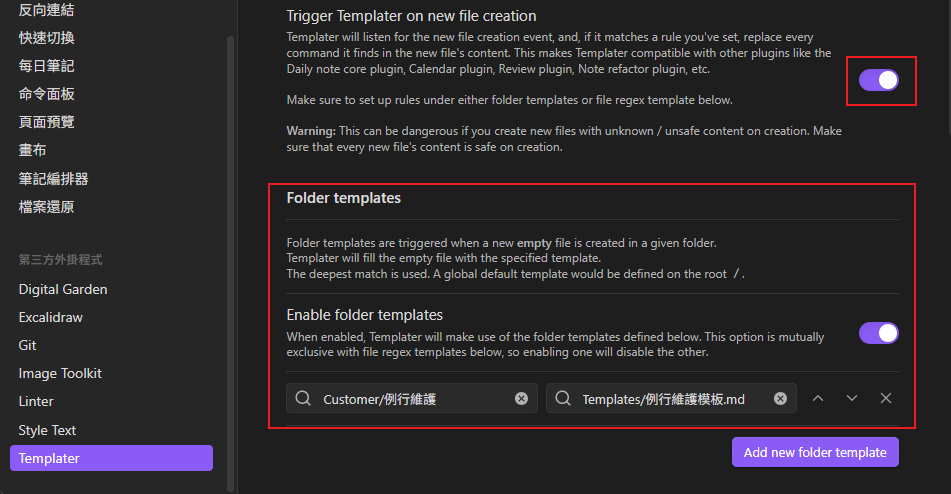 反向連結
快速切換
每日筆記
命令面板
頁面預覽
畫布
筆記編排器
檔案還原
第三方外掛程式
Digital Garden
Excalidraw
Git
Image Toolkit
Linter
Style Text
Templater
Trigger Templater on new file creation
Templater will listen for the new file creation event, and, if it matches a rule you've set, replace every
command it finds in the new file's content. This makes Templater compatible with other plugins like the
Daily note core plugin, Calendar plugin, Review plugin, Note refactor plugin, etc.
Make sure to set up rules under either folder templates or file regex template below.
Warning: This can be dangerous if you create new files with unknown / unsafe content on creation. Make
sure that every new file's content is safe on creation.
Folder templates
Folder templates are triggered when a new empty file is created in a given folder.
Templater will fill the empty file with the specified template.
The deepest match is used. A global default template would be defined on the root / .
Enable folder templates
When enabled, Templater will make use of the folder templates defined below. This option is mutually
exclusive with file regex templates below, so enabling one will disable the other.
Customer/例行維護
Templates/例行維護模板.md
Add new folder template